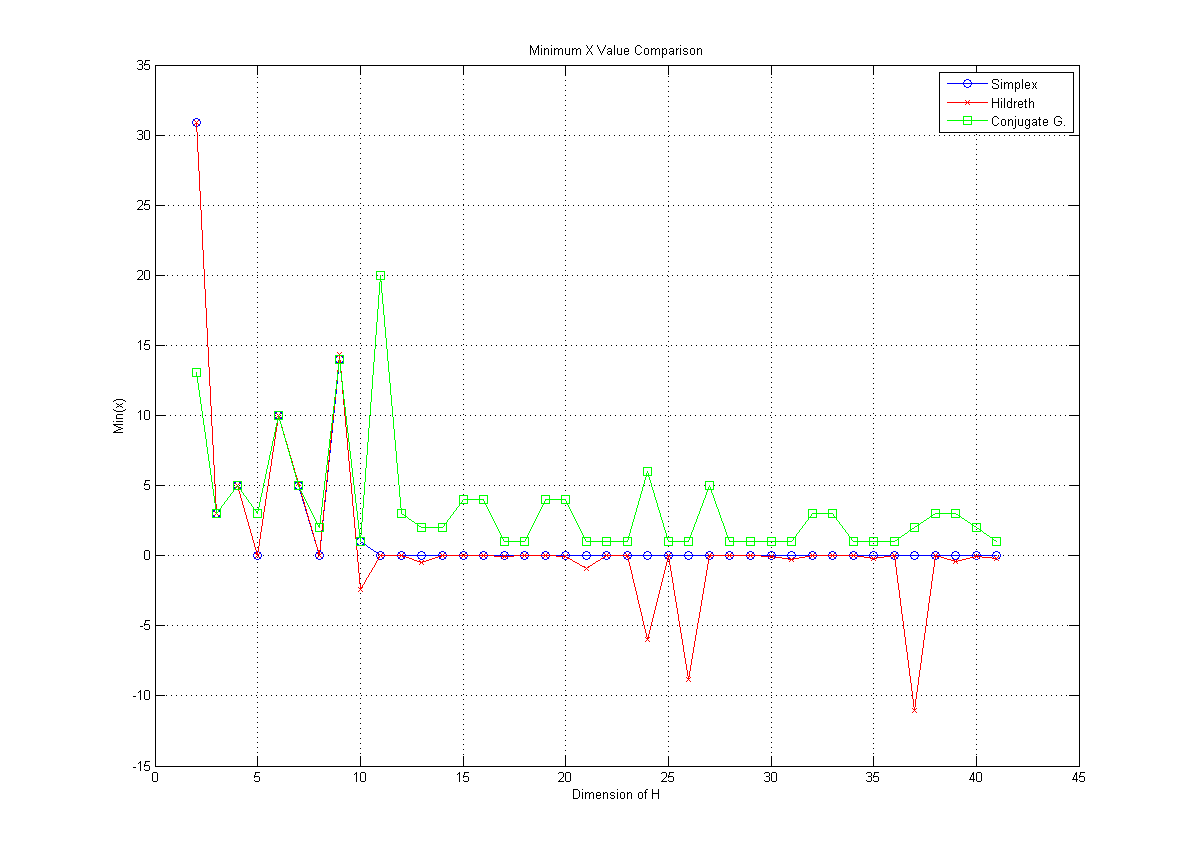 Minimum X Value Comparison
Simplex
Hildreth
Conjugate G.
35
30
25
20
15
10
5
0
-5
-10
-15
Min(x)
0 5 10 15 20 25 30 35 40 45
Dimension of H